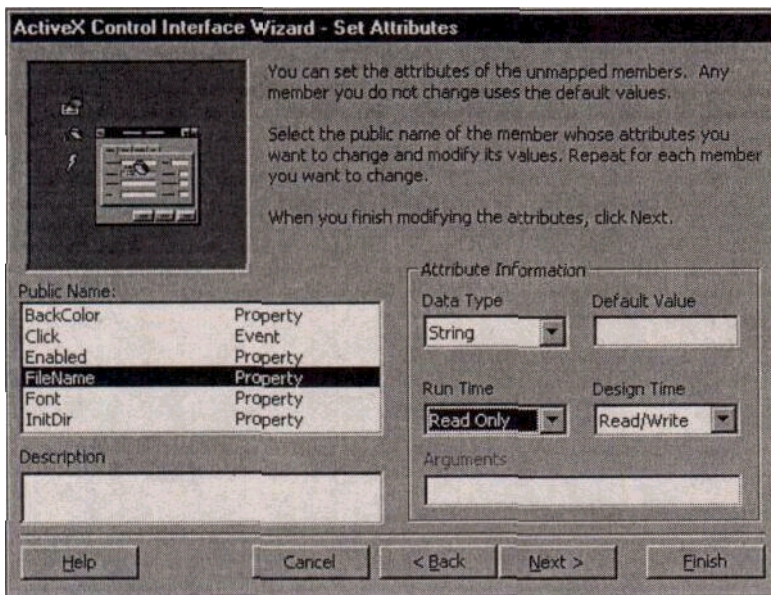 ActiveX Control Interface Wizard - Set Attributes
You can set the attributes of the unmapped members. Any
member you do not change uses the default values.
Select the public name of the member whose attributes you
want to change and modify its values. Repeat for each member
you want to change.
When you finish modifying the attributes, click Next.
Public Name:
BackColor Property
Click Event
Enabled Property
FileName Property
Font Property
InitDir Property
Description
Attribute Information
Data Type Default Value
String
Run Time Design Time
Read Only Read/Write
Arguments
Help Cancel < Back Next > Finish